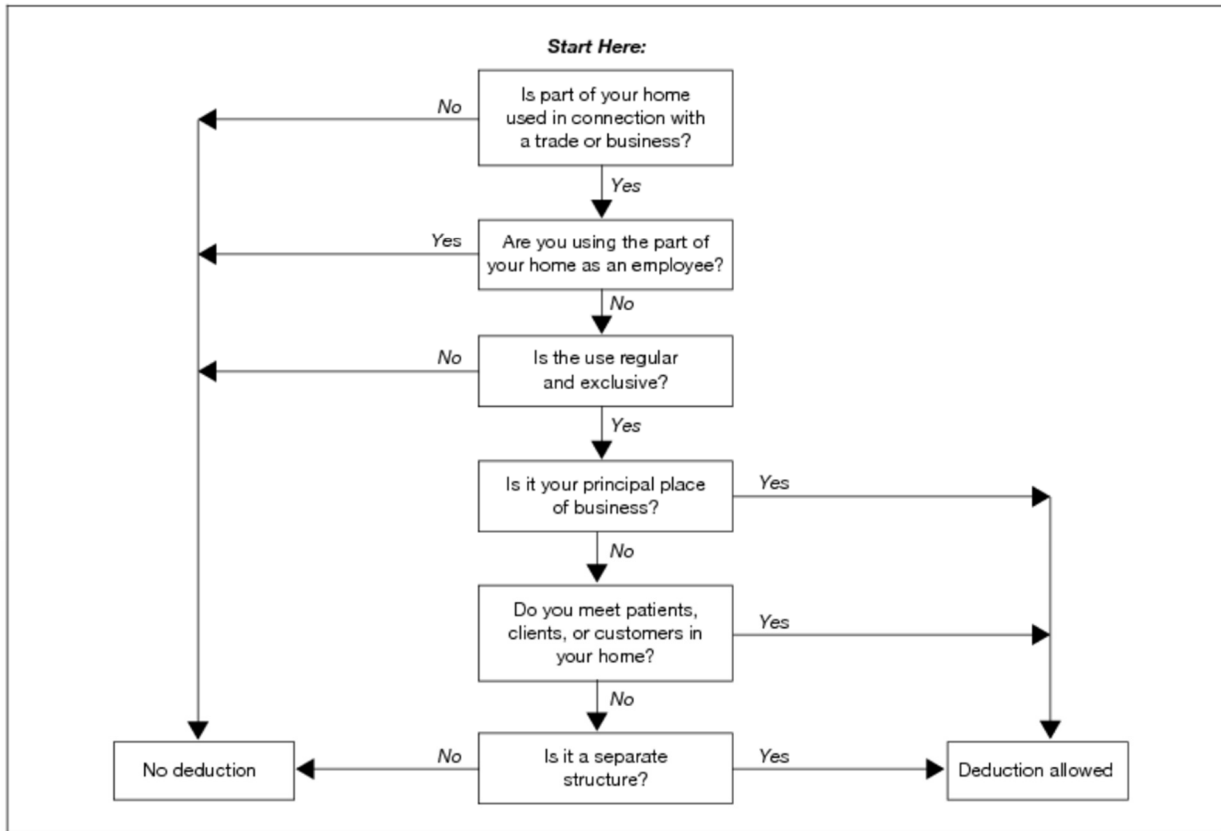 Start Here:
Is part of your home
used in connection with
a trade or business?
No
Yes
Are you using the part of
your home as an employee?
Yes
No
Is the use regular
and exclusive?
No
Yes
Is it your principal place
of business?
Yes
No
Do you meet patients,
clients, or customers in
your home?
Yes
No
Is it a separate
structure?
No
Yes
No deduction
Deduction allowed